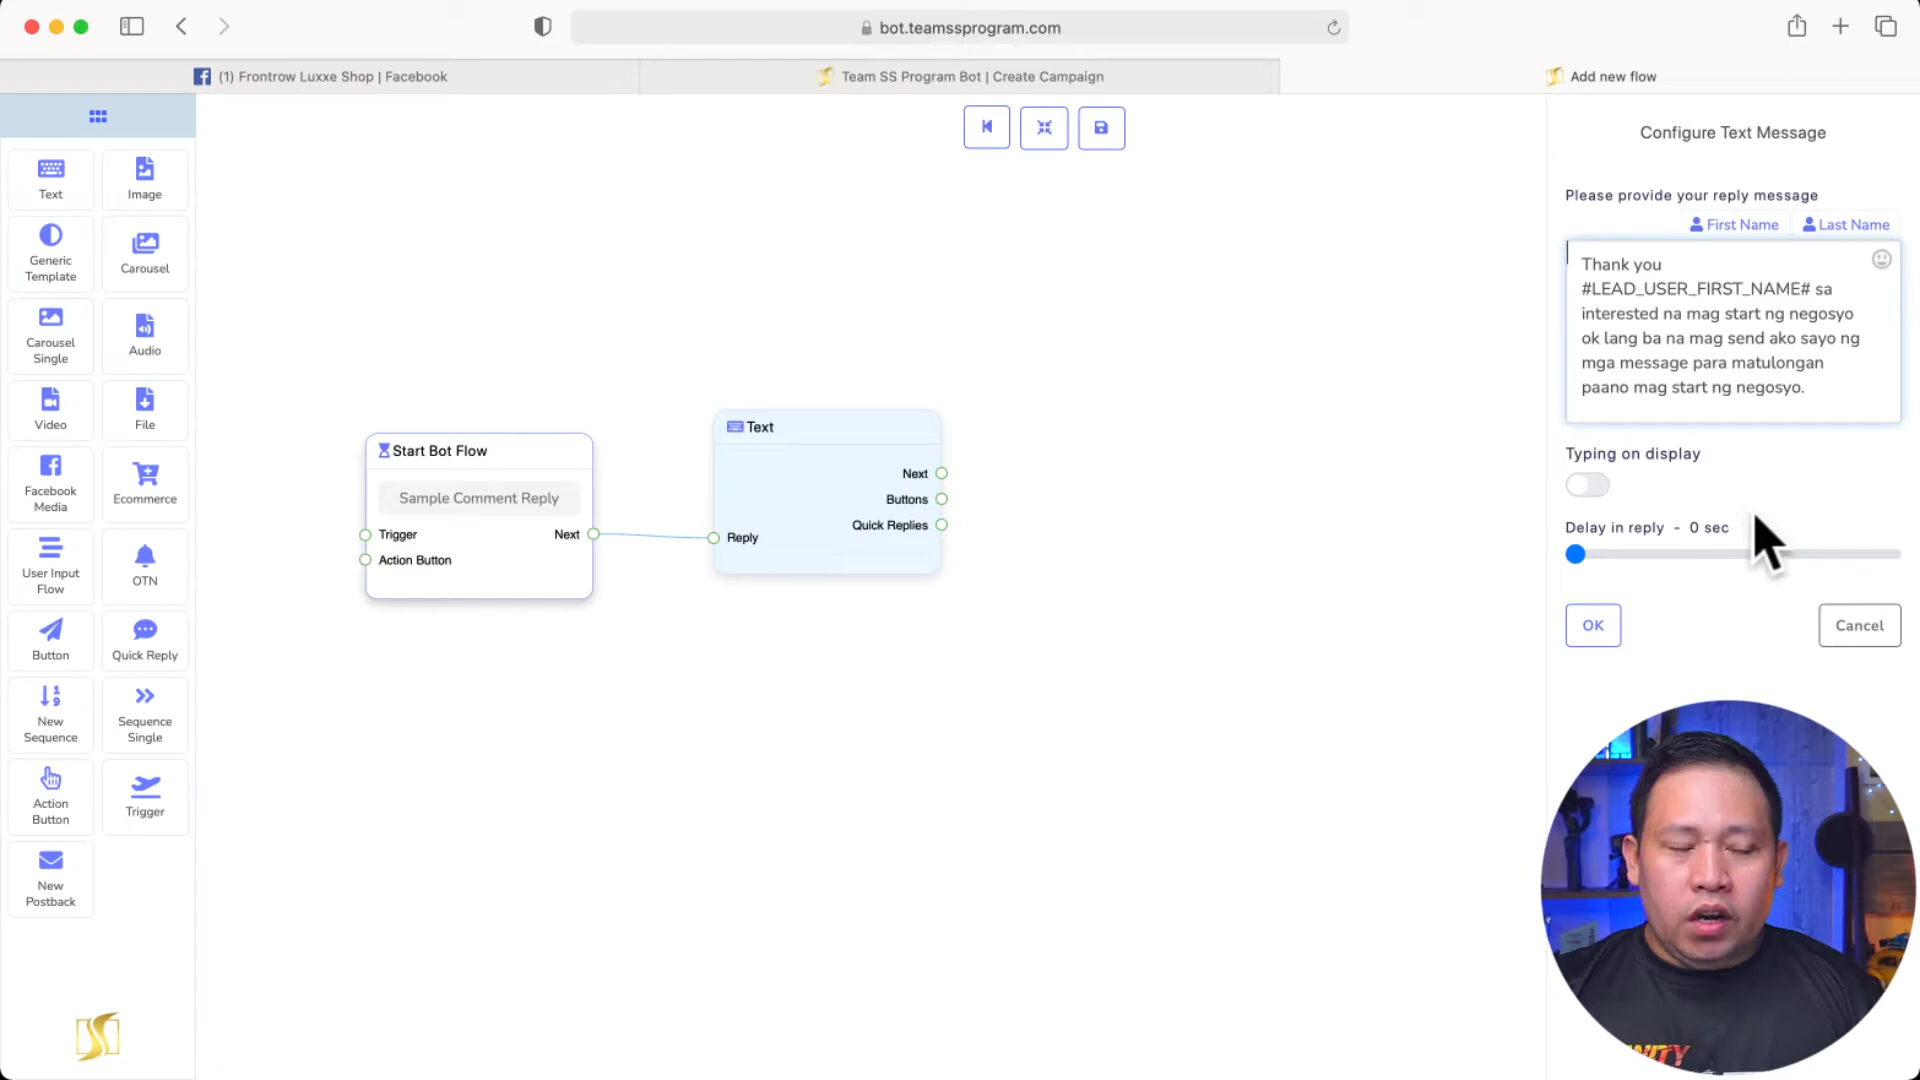 bot.teamssprogram.com
(1) Frontrow Luxxe Shop | Facebook
Team SS Program Bot | Create Campaign
Add new flow
Text
Image
Generic
Template
Carousel
Carousel
Single
Audio
Video
File
Facebook
Media
Ecommerce
User Input
Flow
OTN
Button
Quick Reply
New
Sequence
Sequence
Single
Action
Button
Trigger
New
Postback
Start Bot Flow
Sample Comment Reply
Trigger
Next
Action Button
Text
Next
Buttons
Quick Replies
Reply
Configure Text Message
Please provide your reply message
First Name
Last Name
Thank you
#LEAD_USER_FIRST_NAME# sa
interested na mag start ng negosyo
ok lang ba na mag send ako sayo ng
mga message para matulongan
paano mag start ng negosyo.
Typing on display
Delay in reply - 0 sec
OK
Cancel